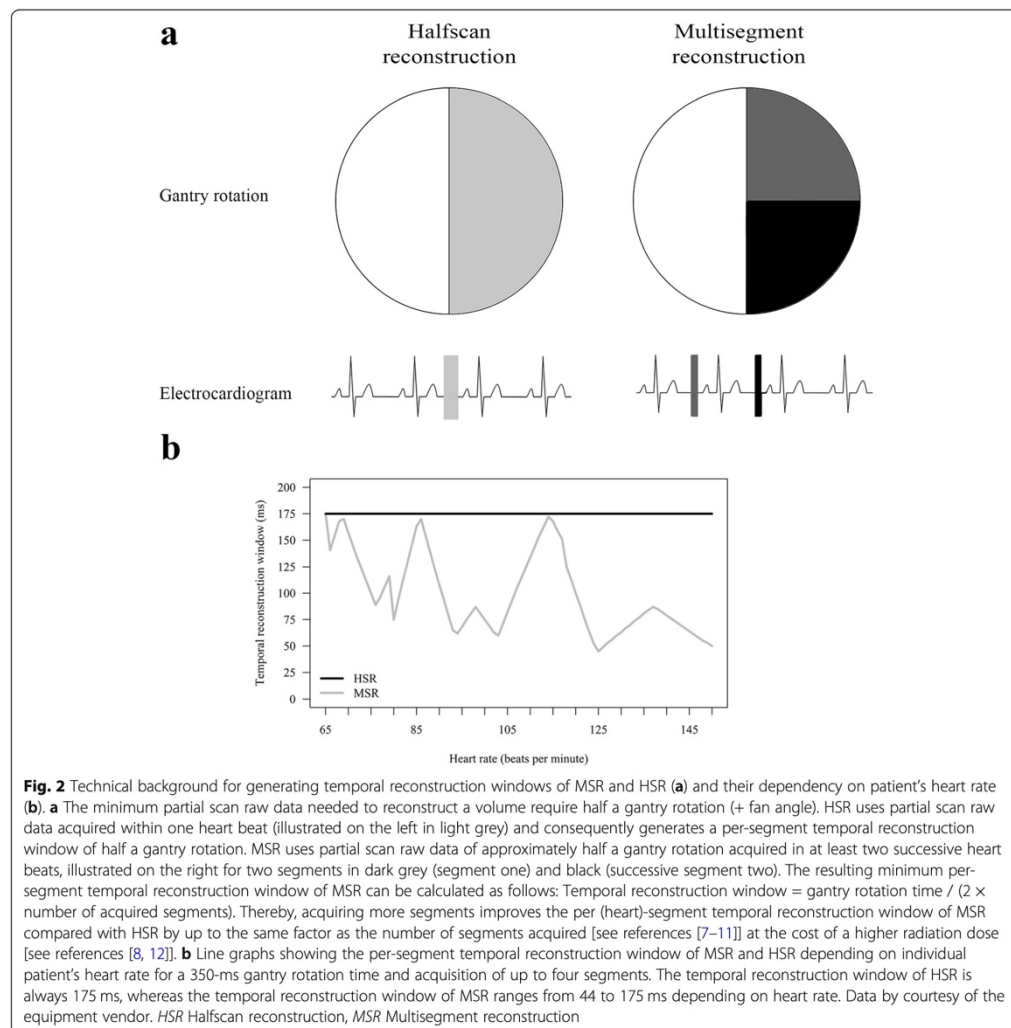 a
Halfscan
reconstruction
Multisegment
reconstruction
Gantry rotation
Electrocardiogram
b
Temporal reconstruction window (ms)
200
175
150
125
100
75
50
25
0
HSR
MSR
65
85
105
125
145
Heart rate (beats per minute)
Fig. 2 Technical background for generating temporal reconstruction windows of MSR and HSR (a) and their dependency on patient's heart rate
(b). a The minimum partial scan raw data needed to reconstruct a volume require half a gantry rotation (+ fan angle). HSR uses partial scan raw
data acquired within one heart beat (illustrated on the left in light grey) and consequently generates a per-segment temporal reconstruction
window of half a gantry rotation. MSR uses partial scan raw data of approximately half a gantry rotation acquired in at least two successive heart
beats, illustrated on the right for two segments in dark grey (segment one) and black (successive segment two). The resulting minimum per-
segment temporal reconstruction window of MSR can be calculated as follows: Temporal reconstruction window = gantry rotation time / (2 ×
number of acquired segments). Thereby, acquiring more segments improves the per (heart)-segment temporal reconstruction window of MSR
compared with HSR by up to the same factor as the number of segments acquired [see references [7–11]] at the cost of a higher radiation dose
[see references [8, 12]]. b Line graphs showing the per-segment temporal reconstruction window of MSR and HSR depending on individual
patient's heart rate for a 350-ms gantry rotation time and acquisition of up to four segments. The temporal reconstruction window of HSR is
always 175 ms, whereas the temporal reconstruction window of MSR ranges from 44 to 175 ms depending on heart rate. Data by courtesy of the
equipment vendor. HSR Halfscan reconstruction, MSR Multisegment reconstruction